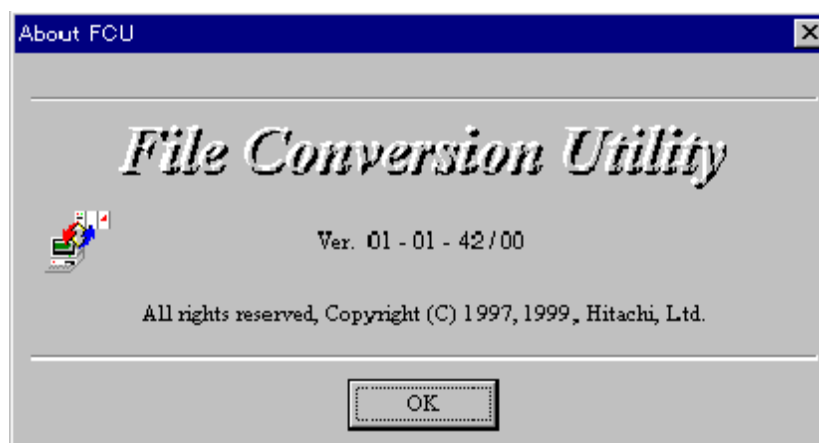 About FCU
File Conversion Utility
Ver. 01 - 01 - 42 / 00
All rights reserved, Copyright (C) 1997, 1999,, Hitachi, Ltd.
OK